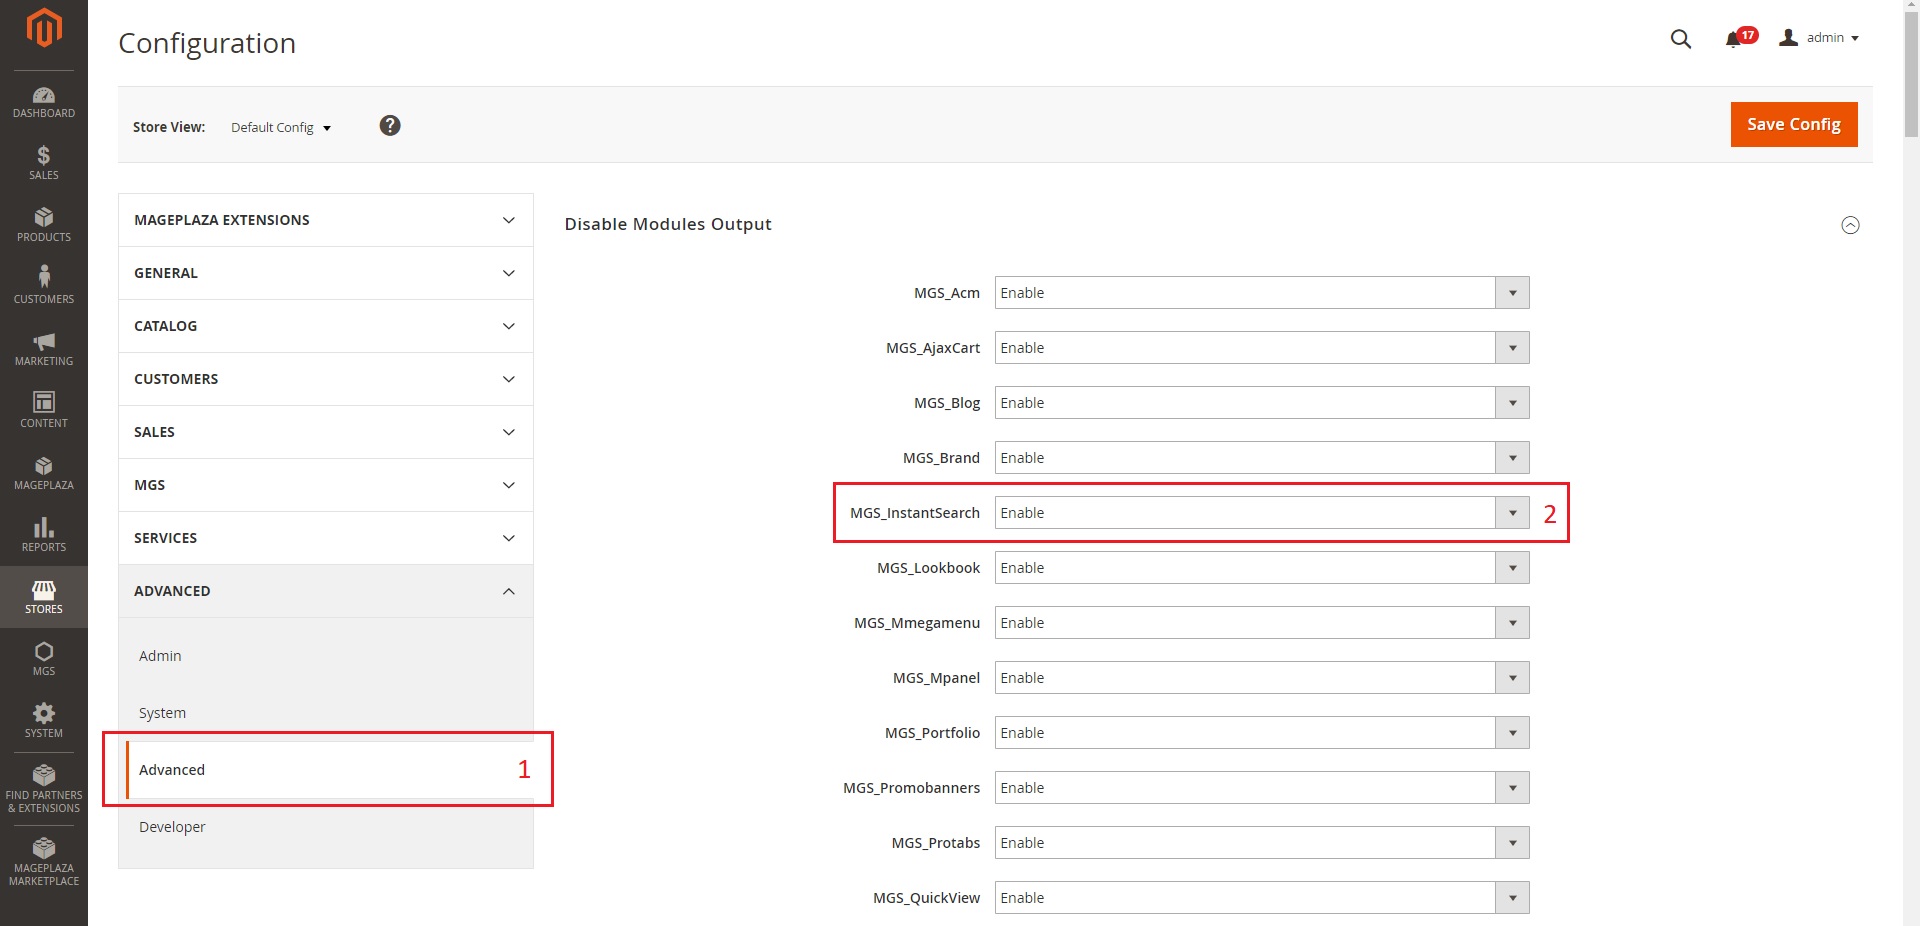 Configuration
17
admin
Store View:
Default Config
?
Save Config
DASHBOARD
SALES
PRODUCTS
CUSTOMERS
MARKETING
CONTENT
MAGEPLAZA
REPORTS
STORES
MGS
SYSTEM
FIND PARTNERS
& EXTENSIONS
MAGEPLAZA
MARKETPLACE
MAGEPLAZA EXTENSIONS
GENERAL
CATALOG
CUSTOMERS
SALES
MGS
SERVICES
ADVANCED
Admin
System
Advanced 1
Developer
Disable Modules Output
MGS_Acm Enable
MGS_AjaxCart Enable
MGS_Blog Enable
MGS_Brand Enable
MGS_InstantSearch Enable 2
MGS_Lookbook Enable
MGS_Mmegamenu Enable
MGS_Mpanel Enable
MGS_Portfolio Enable
MGS_Promobanners Enable
MGS_Protabs Enable
MGS_QuickView Enable